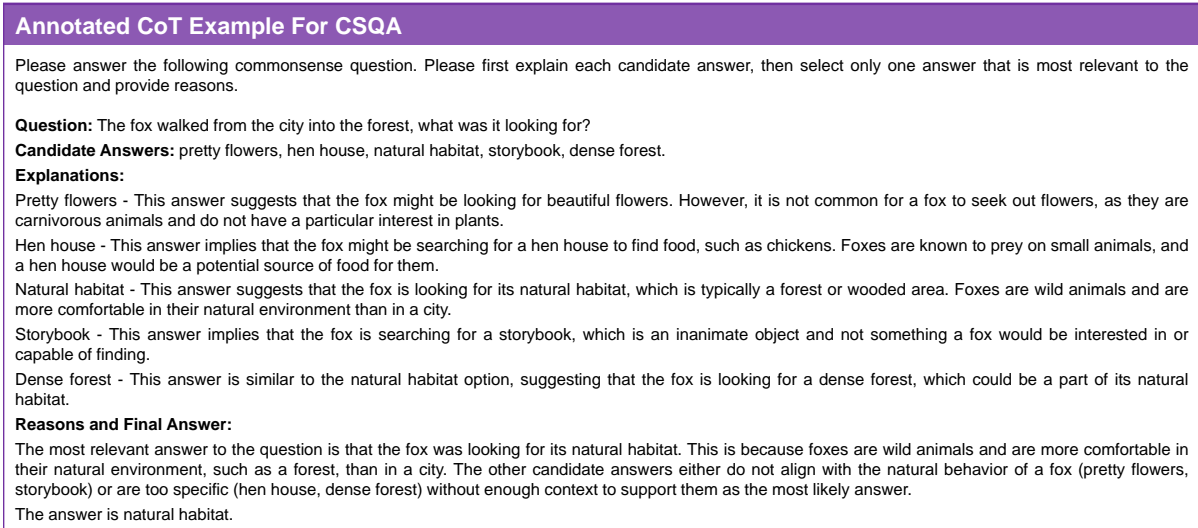 Annotated CoT Example For CSQA
Please answer the following commonsense question. Please first explain each candidate answer, then select only one answer that is most relevant to the
question and provide reasons.
Question: The fox walked from the city into the forest, what was it looking for?
Candidate Answers: pretty flowers, hen house, natural habitat, storybook, dense forest.
Explanations:
Pretty flowers - This answer suggests that the fox might be looking for beautiful flowers. However, it is not common for a fox to seek out flowers, as they are
carnivorous animals and do not have a particular interest in plants.
Hen house - This answer implies that the fox might be searching for a hen house to find food, such as chickens. Foxes are known to prey on small animals, and
a hen house would be a potential source of food for them.
Natural habitat - This answer suggests that the fox is looking for its natural habitat, which is typically a forest or wooded area. Foxes are wild animals and are
more comfortable in their natural environment than in a city.
Storybook - This answer implies that the fox is searching for a storybook, which is an inanimate object and not something a fox would be interested in or
capable of finding.
Dense forest - This answer is similar to the natural habitat option, suggesting that the fox is looking for a dense forest, which could be a part of its natural
habitat.
Reasons and Final Answer:
The most relevant answer to the question is that the fox was looking for its natural habitat. This is because foxes are wild animals and are more comfortable in
their natural environment, such as a forest, than in a city. The other candidate answers either do not align with the natural behavior of a fox (pretty flowers,
storybook) or are too specific (hen house, dense forest) without enough context to support them as the most likely answer.
The answer is natural habitat.